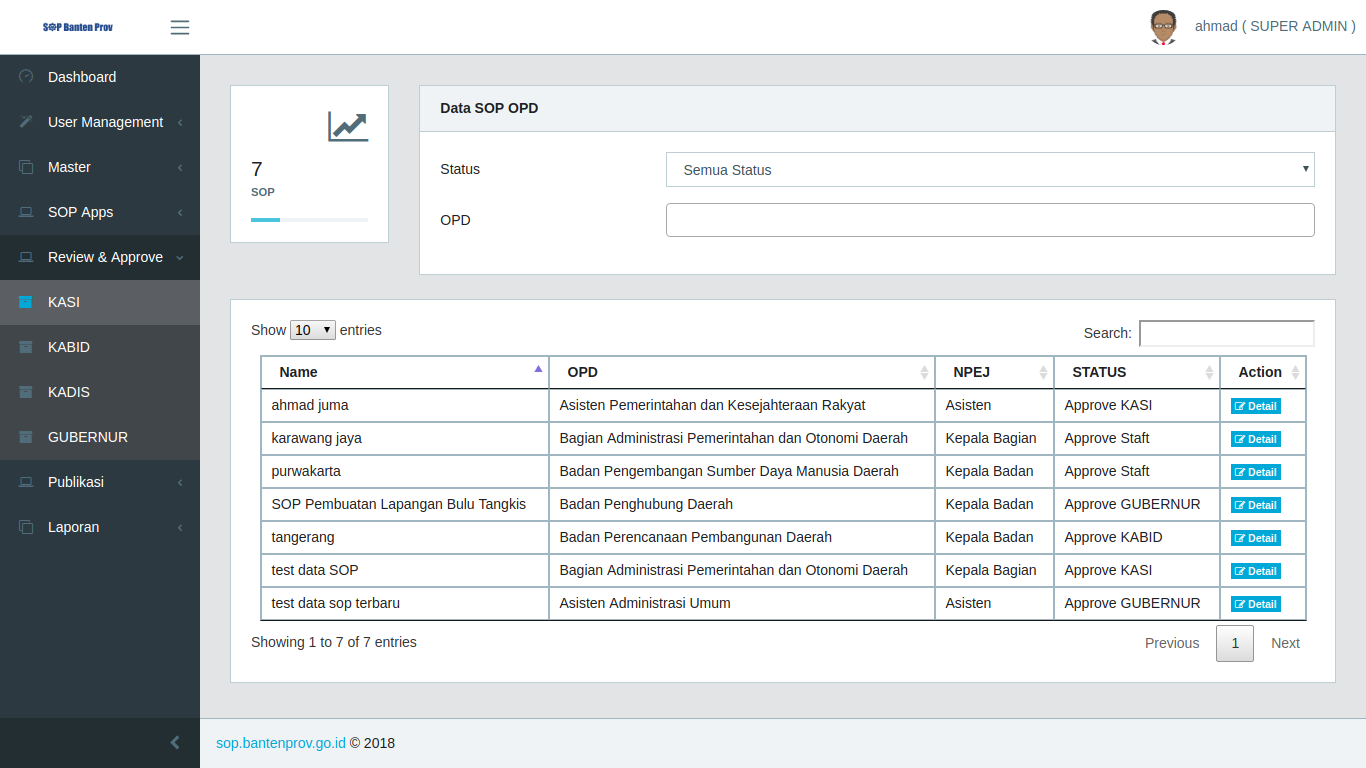 SOP Banten Prov
ahmad ( SUPER ADMIN )
Dashboard
User Management
Master
SOP Apps
Review & Approve
KASI
KABID
KADIS
GUBERNUR
Publikasi
Laporan
7
SOP
Data SOP OPD
Status Semua Status
OPD
Show 10 entries Search:
Name OPD NPEJ STATUS Action
ahmad juma Asisten Pemerintahan dan Kesejahteraan Rakyat Asisten Approve KASI Detail
karawang jaya Bagian Administrasi Pemerintahan dan Otonomi Daerah Kepala Bagian Approve Staft Detail
purwakarta Badan Pengembangan Sumber Daya Manusia Daerah Kepala Badan Approve Staft Detail
SOP Pembuatan Lapangan Bulu Tangkis Badan Penghubung Daerah Kepala Badan Approve GUBERNUR Detail
tangerang Badan Perencanaan Pembangunan Daerah Kepala Badan Approve KABID Detail
test data SOP Bagian Administrasi Pemerintahan dan Otonomi Daerah Kepala Bagian Approve KASI Detail
test data sop terbaru Asisten Administrasi Umum Asisten Approve GUBERNUR Detail
Showing 1 to 7 of 7 entries Previous 1 Next
sop.bantenprov.go.id © 2018